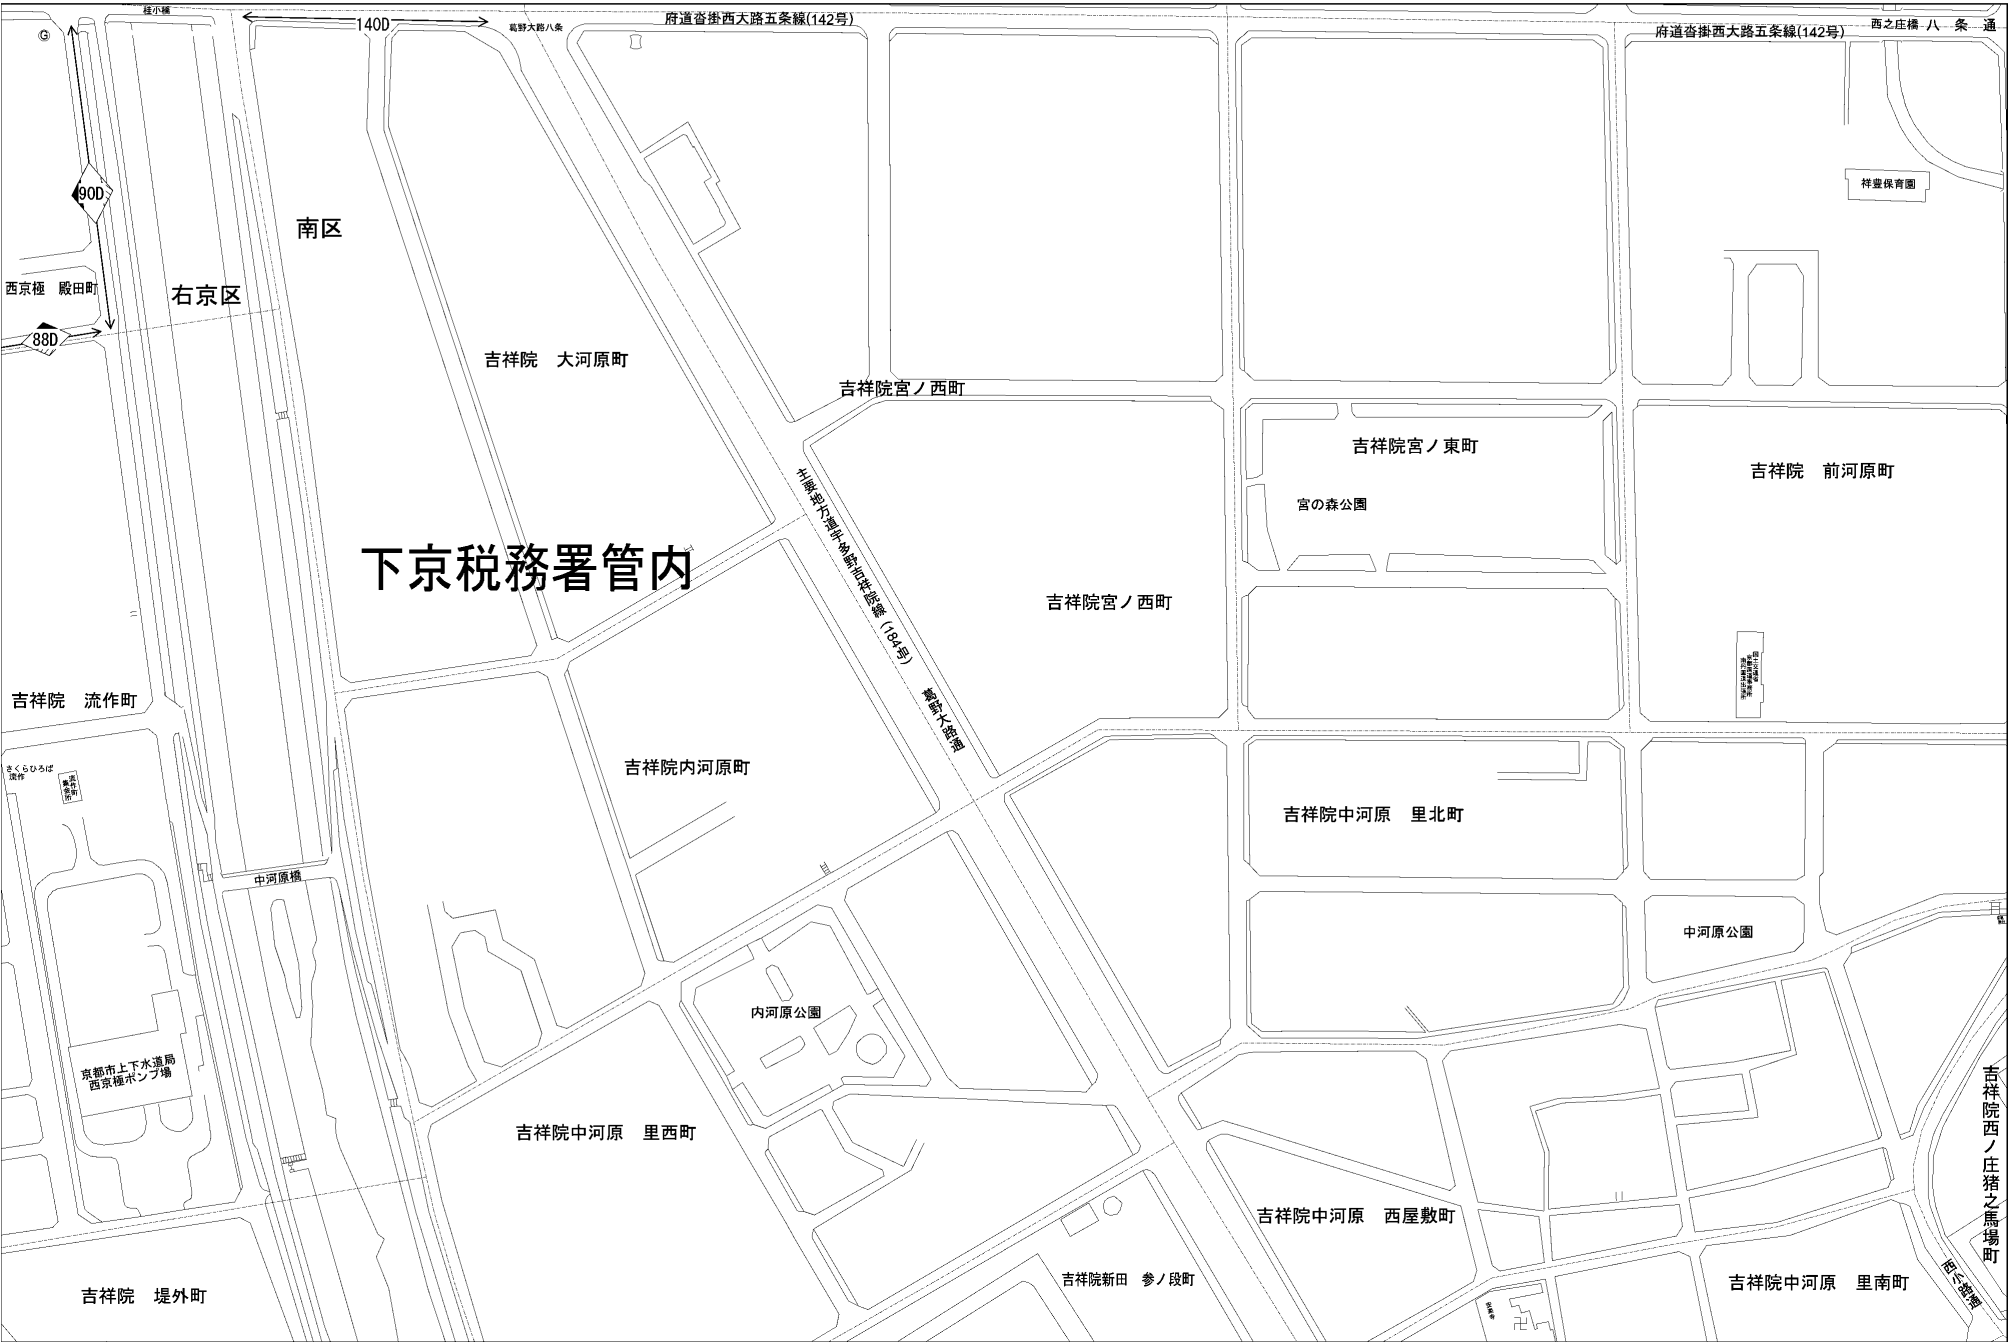 桂小橋
140D
葛野大路八条
府道沓掛西大路五条線(142号)
府道沓掛西大路五条線(142号)
西之庄橋
八 条 通
G
90D
祥豊保育園
南区
西京極 殿田町
右京区
88D
吉祥院 大河原町
吉祥院宮ノ西町
吉祥院宮ノ東町
吉祥院 前河原町
宮の森公園
主要地方道宇多野吉祥院線(184号)
下京税務署管内
吉祥院宮ノ西町
吉祥院 流作町
葛野大路通
さくらひろば
流作
流作町
集会所
吉祥院内河原町
吉祥院中河原 里北町
中河原橋
中河原公園
内河原公園
京都市上下水道局
西京極ポンプ場
吉祥院中河原 里西町
吉祥院西ノ庄猪之馬場町
吉祥院中河原 西屋敷町
吉祥院新田 参ノ段町
吉祥院 堤外町
吉祥院中河原 里南町
西小路通